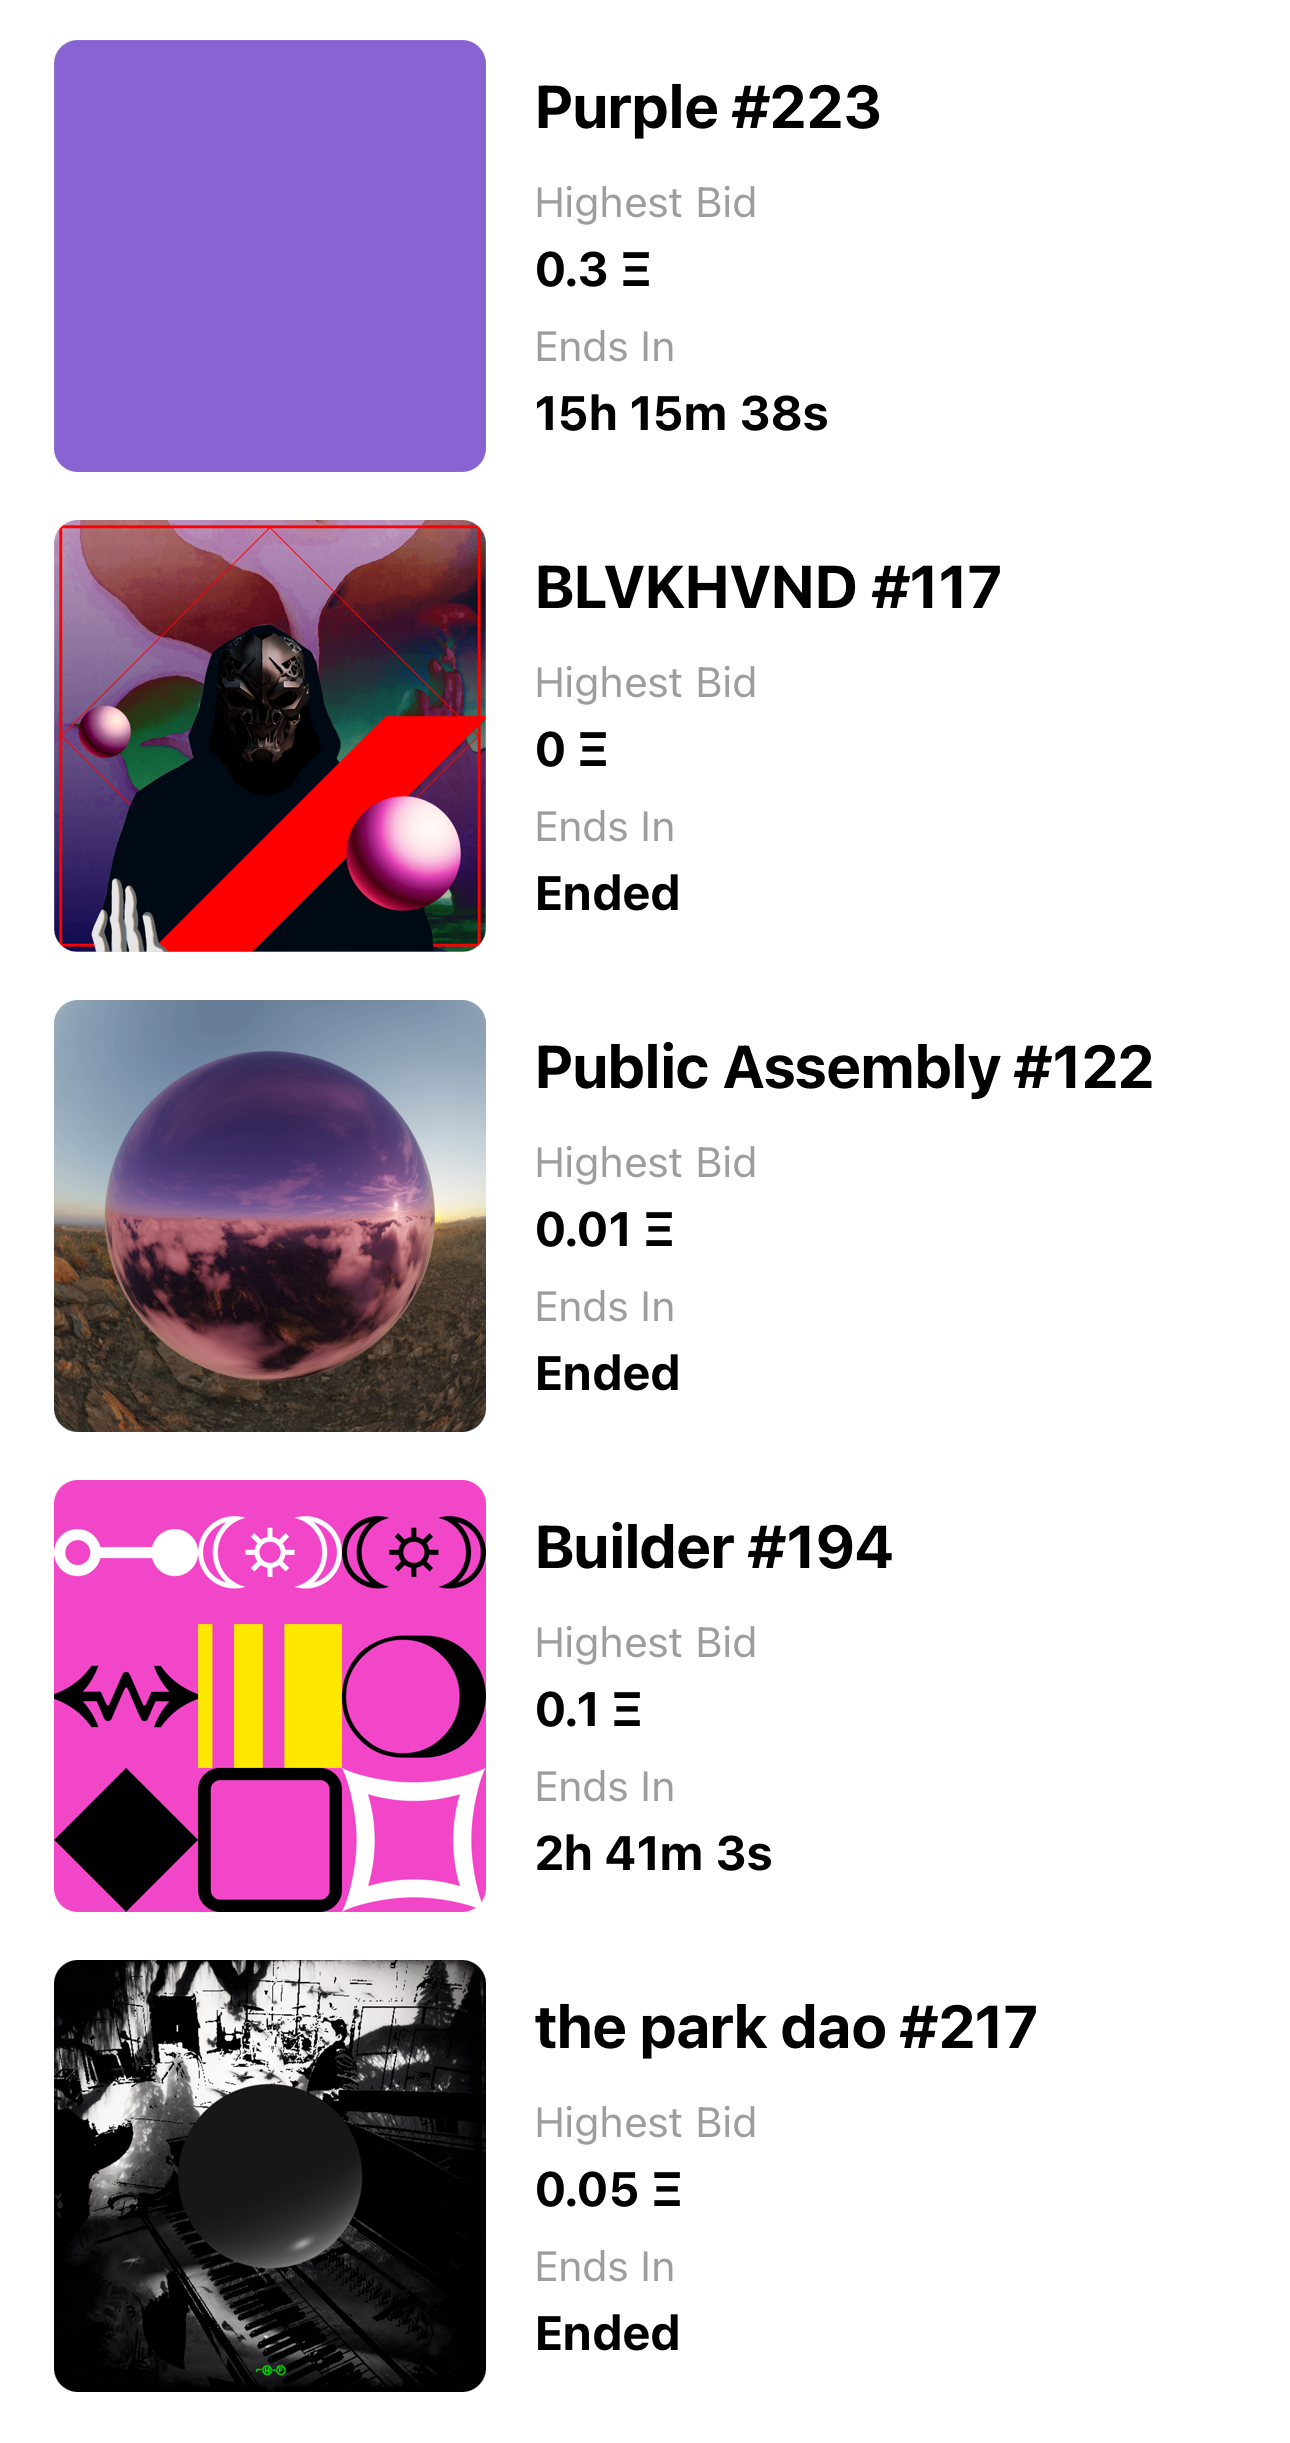 Purple #223
Highest Bid
0.3 Ξ
Ends In
15h 15m 38s
BLVKHVND #117
Highest Bid
0 Ξ
Ends In
Ended
Public Assembly #122
Highest Bid
0.01 Ξ
Ends In
Ended
Builder #194
Highest Bid
0.1 Ξ
Ends In
2h 41m 3s
the park dao #217
Highest Bid
0.05 Ξ
Ends In
Ended